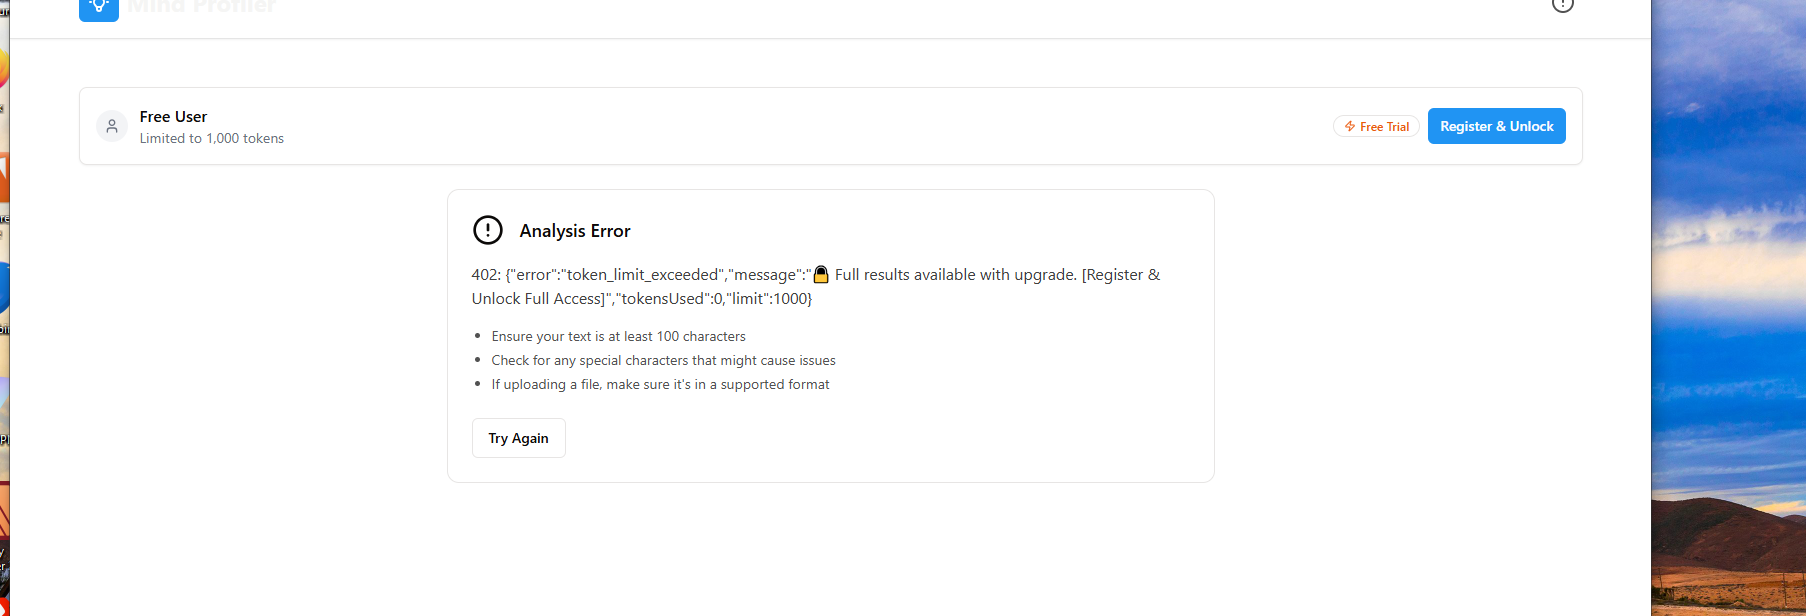 Mind Profiler
Free User
Limited to 1,000 tokens
Free Trial
Register & Unlock
Analysis Error
402: {"error":"token_limit_exceeded","message":"🔒 Full results available with upgrade. [Register &
Unlock Full Access]","tokensUsed":0,"limit":1000}
Ensure your text is at least 100 characters
Check for any special characters that might cause issues
If uploading a file, make sure it's in a supported format
Try Again